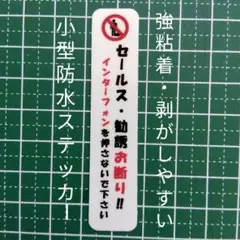 強粘着・剥がしやすい
セールス・勧誘お断り!!
インターフォンを押さないで下さい
小型防水ステッカー